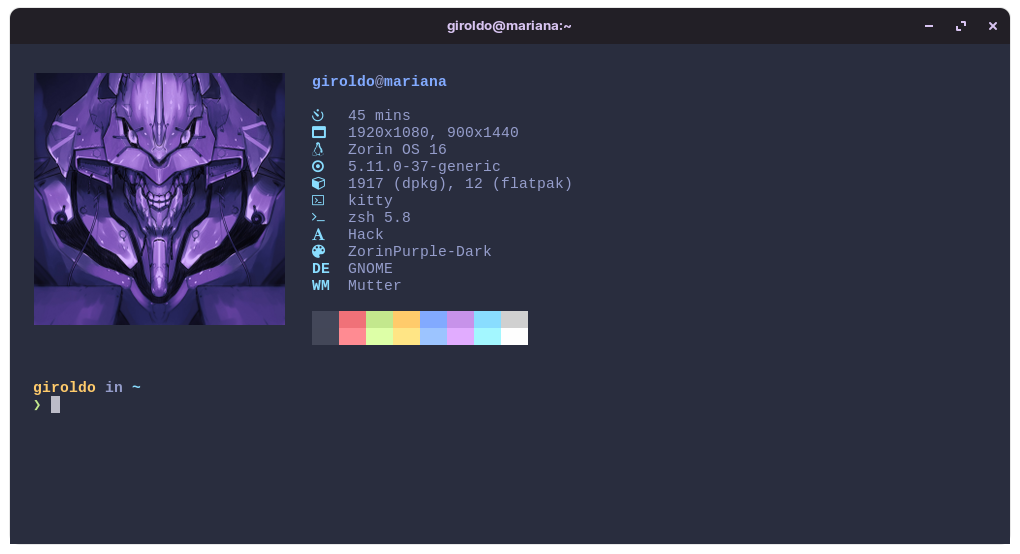 giroldo@mariana:~
giroldo@mariana
45 mins
1920x1080, 900x1440
Zorin OS 16
5.11.0-37-generic
1917 (dpkg), 12 (flatpak)
kitty
zsh 5.8
Hack
ZorinPurple-Dark
DE GNOME
WM Mutter
giroldo in ~
❯